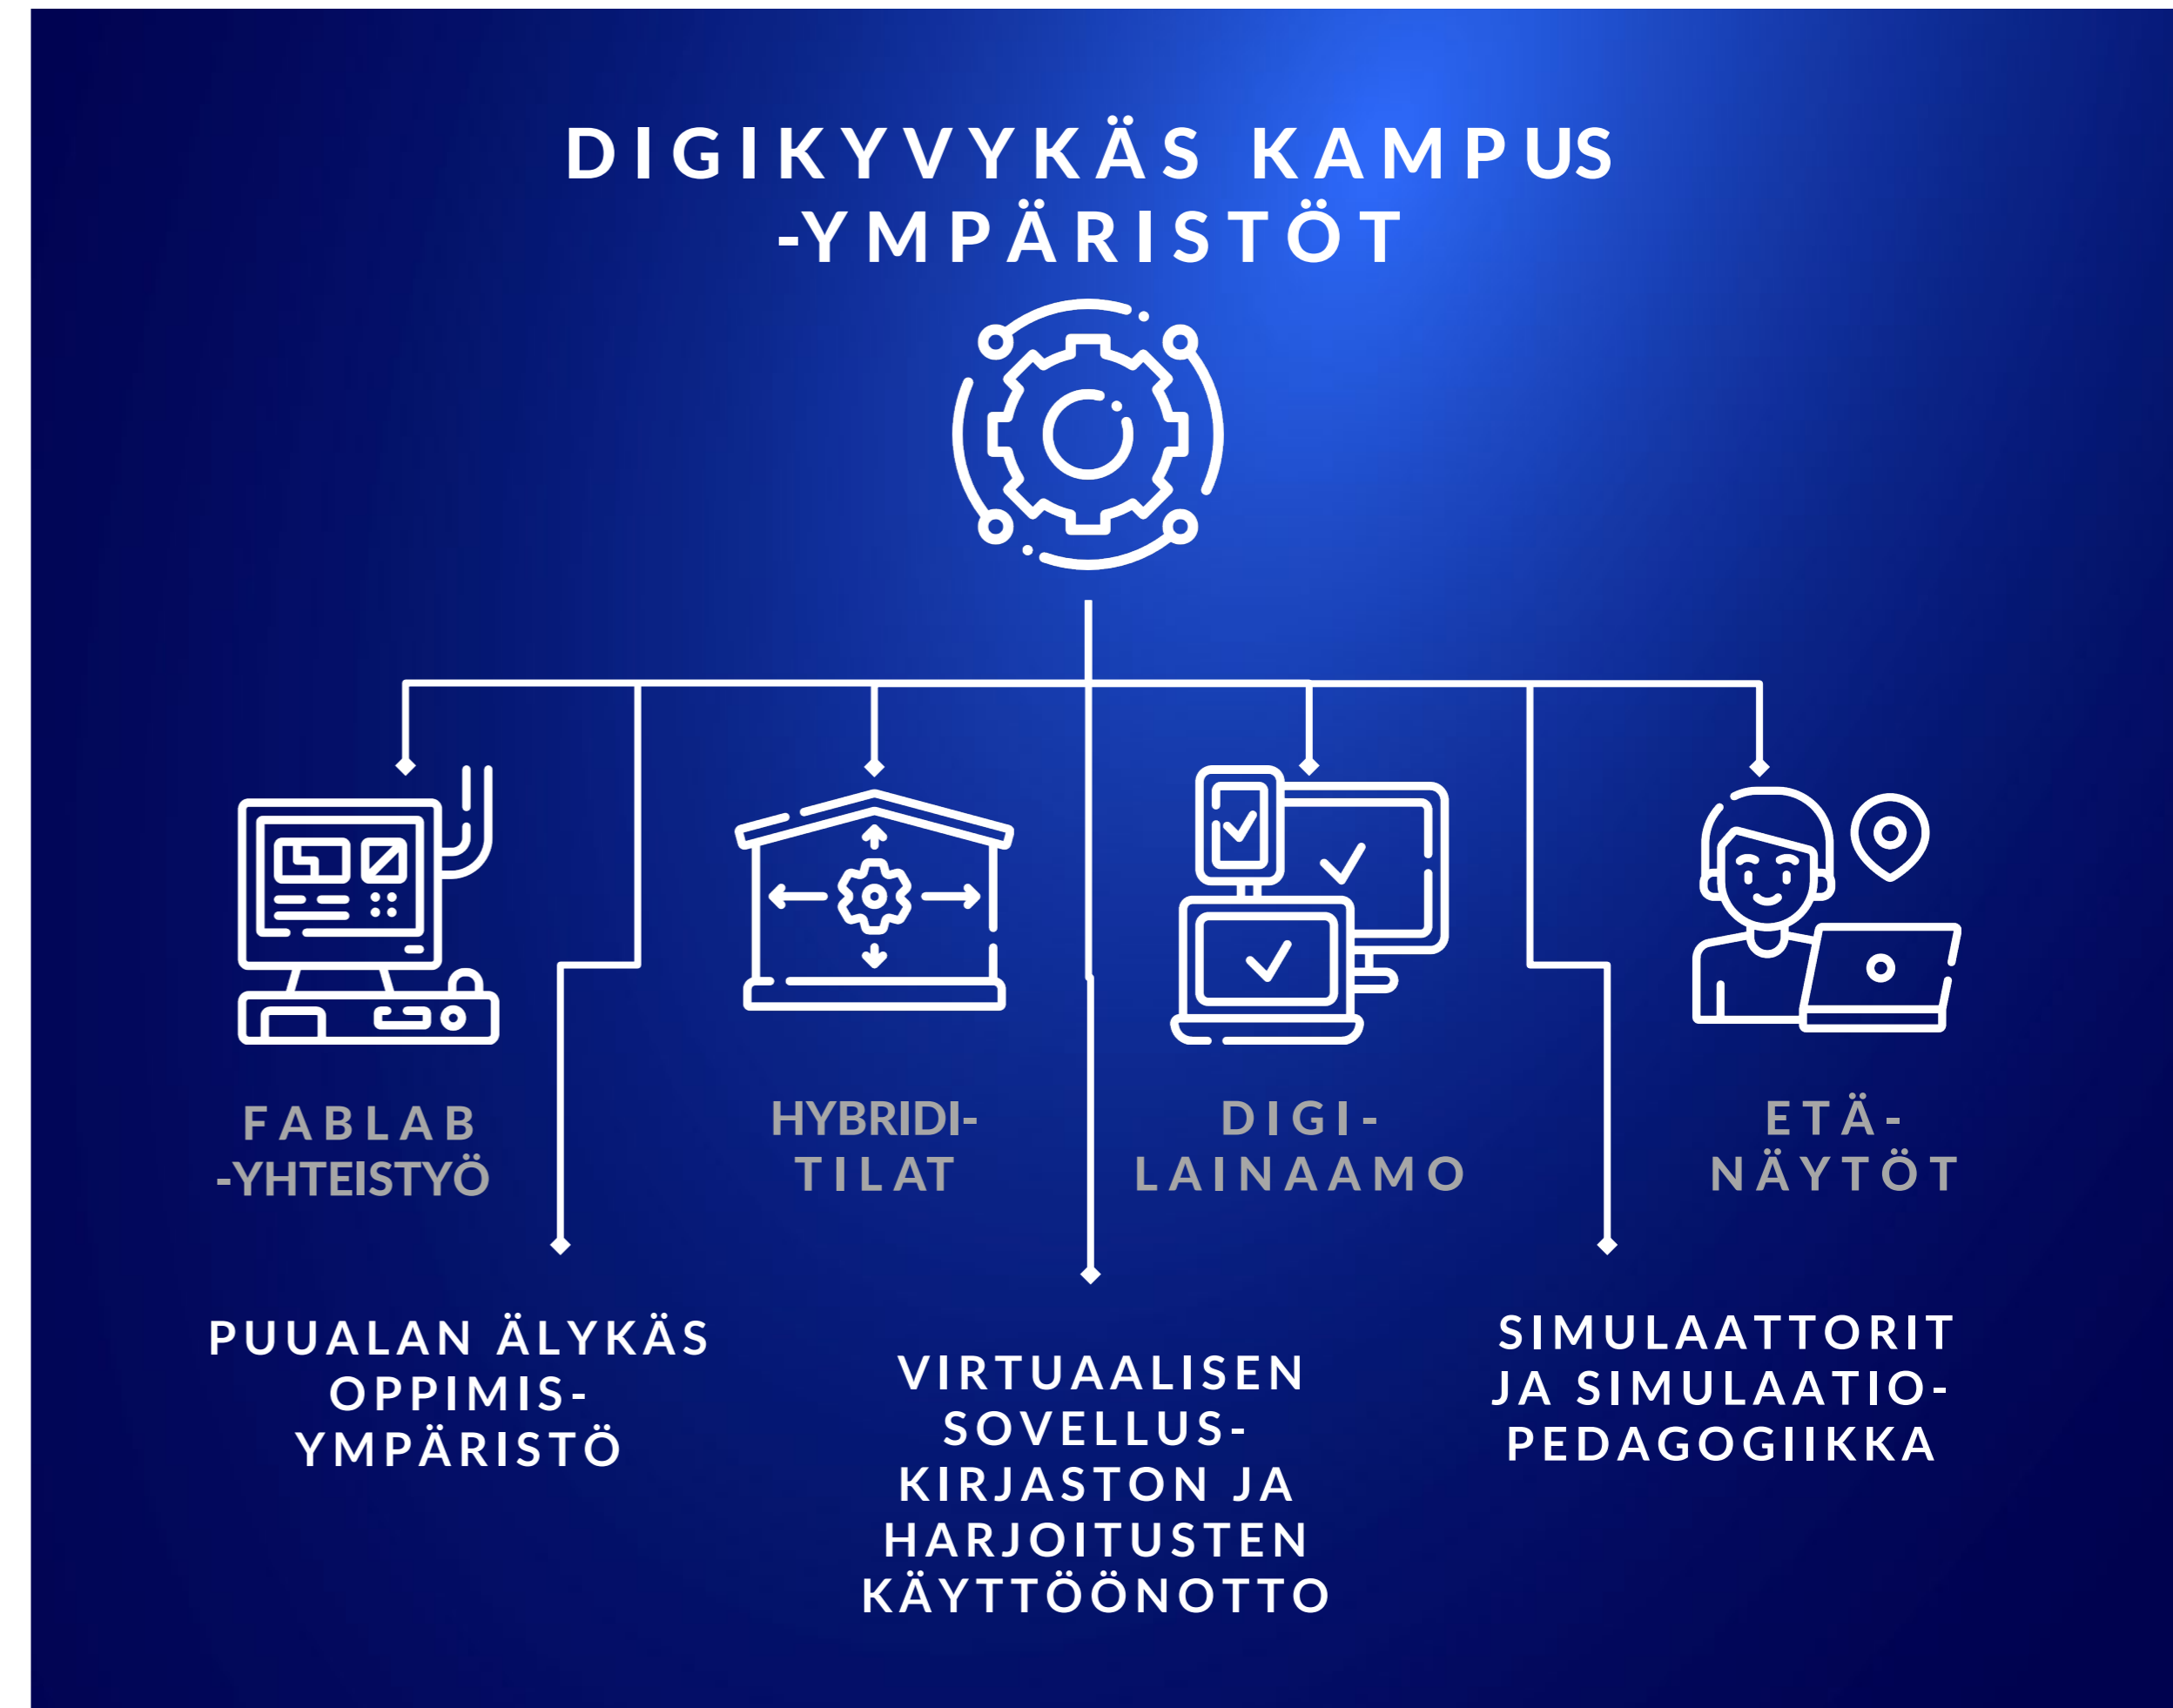 DIGIKYVYKÄS KAMPUS
-YMPÄRISTÖT
FABLAB
-YHTEISTYÖ
HYBRIDI-
TILAT
DIGI-
LAINAAMO
ETÄ-
NÄYTÖT
PUUALAN ÄLYKÄS
OPPIMIS-
YMPÄRISTÖ
VIRTUAALISEN
SOVELLUS-
KIRJASTON JA
HARJOITUSTEN
KÄYTTÖÖNOTTO
SIMULAATTORIT
JA SIMULAATIO-
PEDAGOGIIKKA